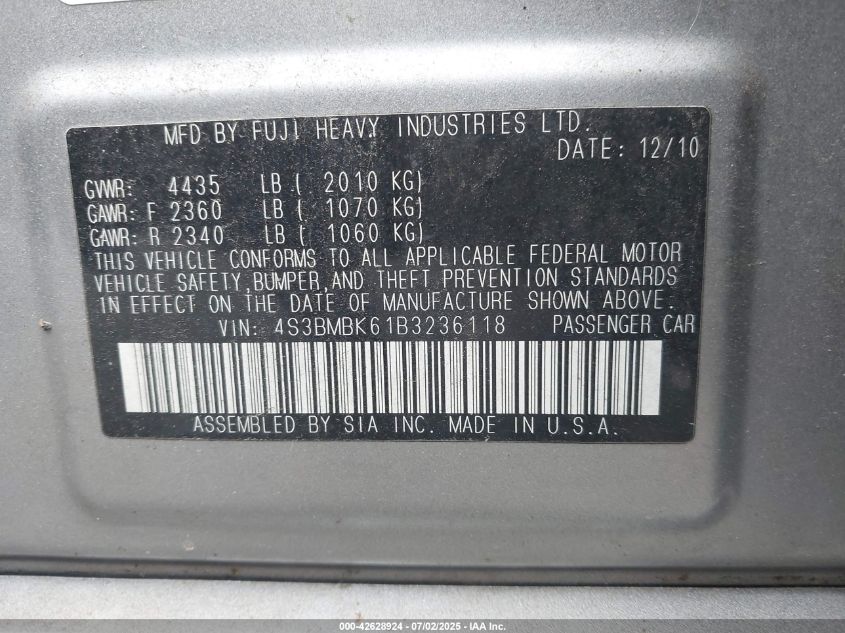 MFD BY FUJI HEAVY INDUSTRIES LTD.
DATE: 12/10
GVWR: 4435 LB ( 2010 KG)
GAWR: F 2360 LB ( 1070 KG)
GAWR: R 2340 LB ( 1060 KG)
THIS VEHICLE CONFORMS TO ALL APPLICABLE FEDERAL MOTOR
VEHICLE SAFETY, BUMPER, AND THEFT PREVENTION STANDARDS
IN EFFECT ON THE DATE OF MANUFACTURE SHOWN ABOVE.
VIN: 4S3BMBK61B3236118 PASSENGER CAR
ASSEMBLED BY SIA INC. MADE IN U.S.A.
000-42628924 - 07/02/2025 - IAA Inc.